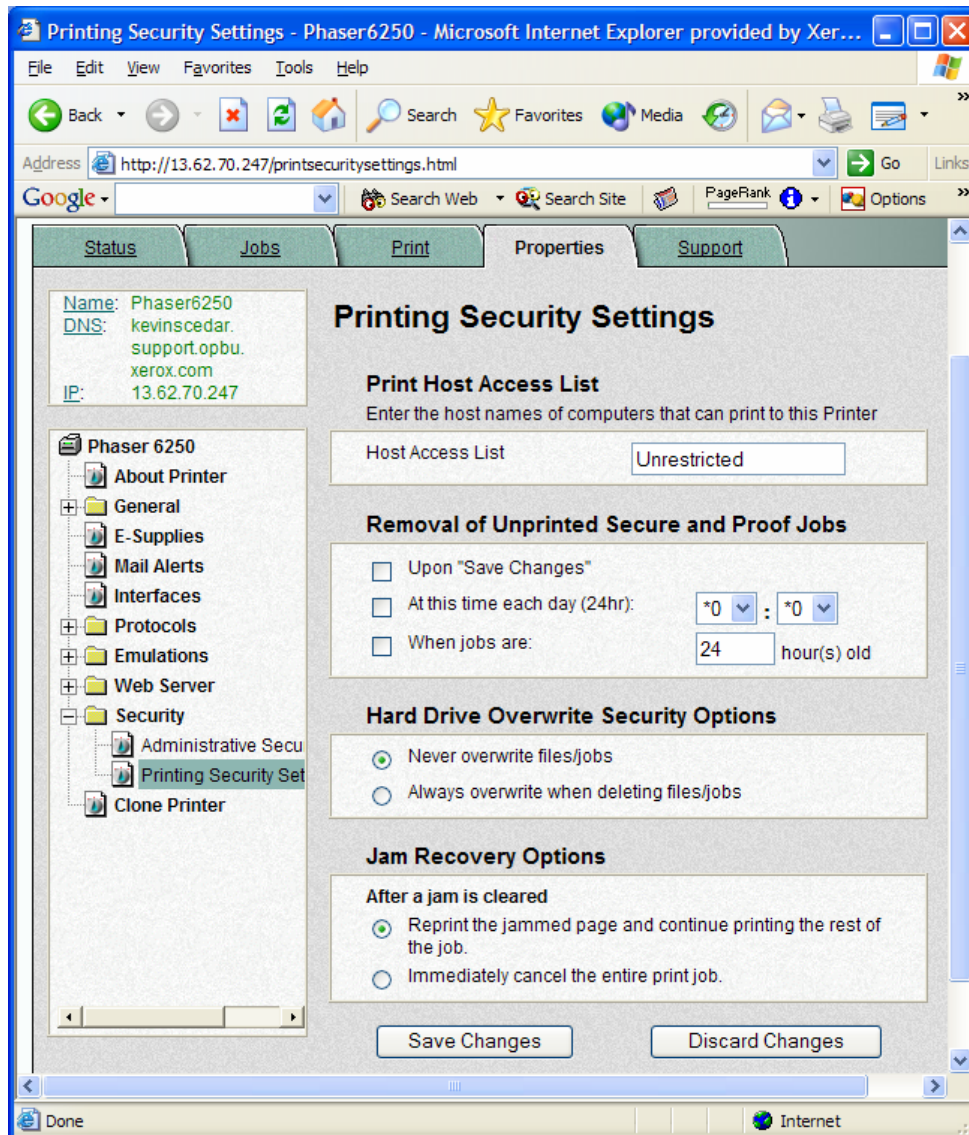 Printing Security Settings - Phaser6250 - Microsoft Internet Explorer provided by Xer...
File Edit View Favorites Tools Help
Back Search Favorites Media »
Address http://13.62.70.247/printsecuritysettings.html Go Links
Google Search Web Search Site PageRank Options »
Status Jobs Print Properties Support
Name: Phaser6250
DNS: kevinscedar.
support.opbu.
xerox.com
IP: 13.62.70.247
Phaser 6250
About Printer
General
E-Supplies
Mail Alerts
Interfaces
Protocols
Emulations
Web Server
Security
Administrative Secu
Printing Security Set
Clone Printer
Printing Security Settings
Print Host Access List
Enter the host names of computers that can print to this Printer
Host Access List Unrestricted
Removal of Unprinted Secure and Proof Jobs
Upon "Save Changes"
At this time each day (24hr): *0 : *0
When jobs are: 24 hour(s) old
Hard Drive Overwrite Security Options
Never overwrite files/jobs
Always overwrite when deleting files/jobs
Jam Recovery Options
After a jam is cleared
Reprint the jammed page and continue printing the rest of
the job.
Immediately cancel the entire print job.
Save Changes Discard Changes
Done Internet